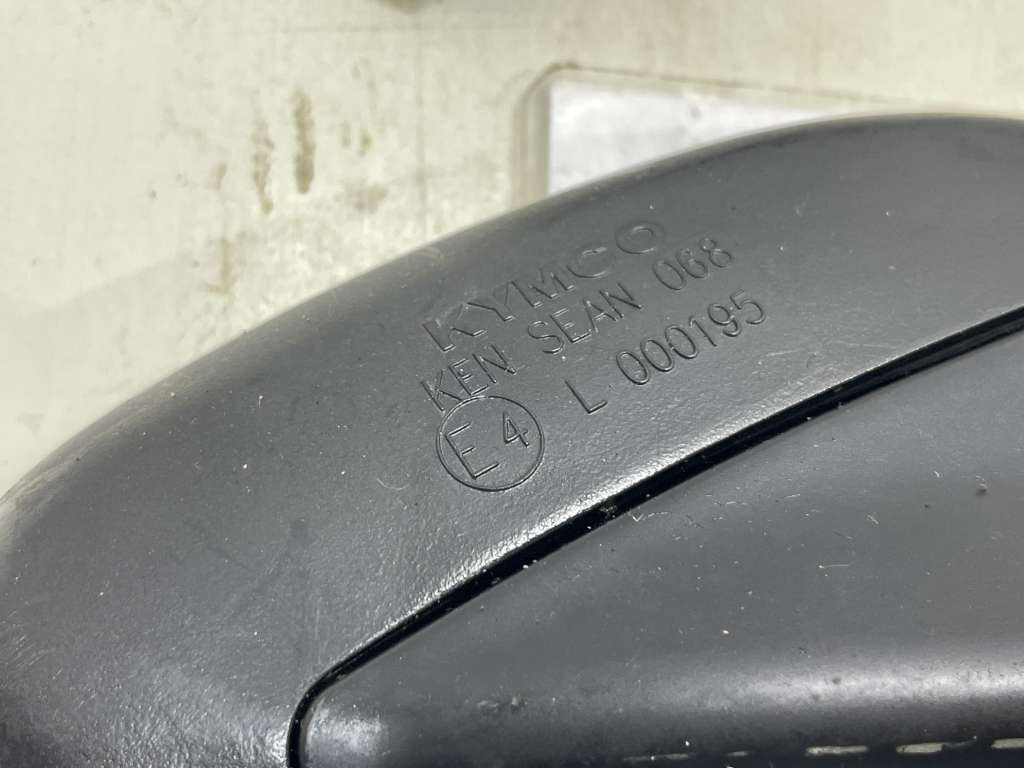 KYMCO
KEN SEAN 068
E4 L 000195